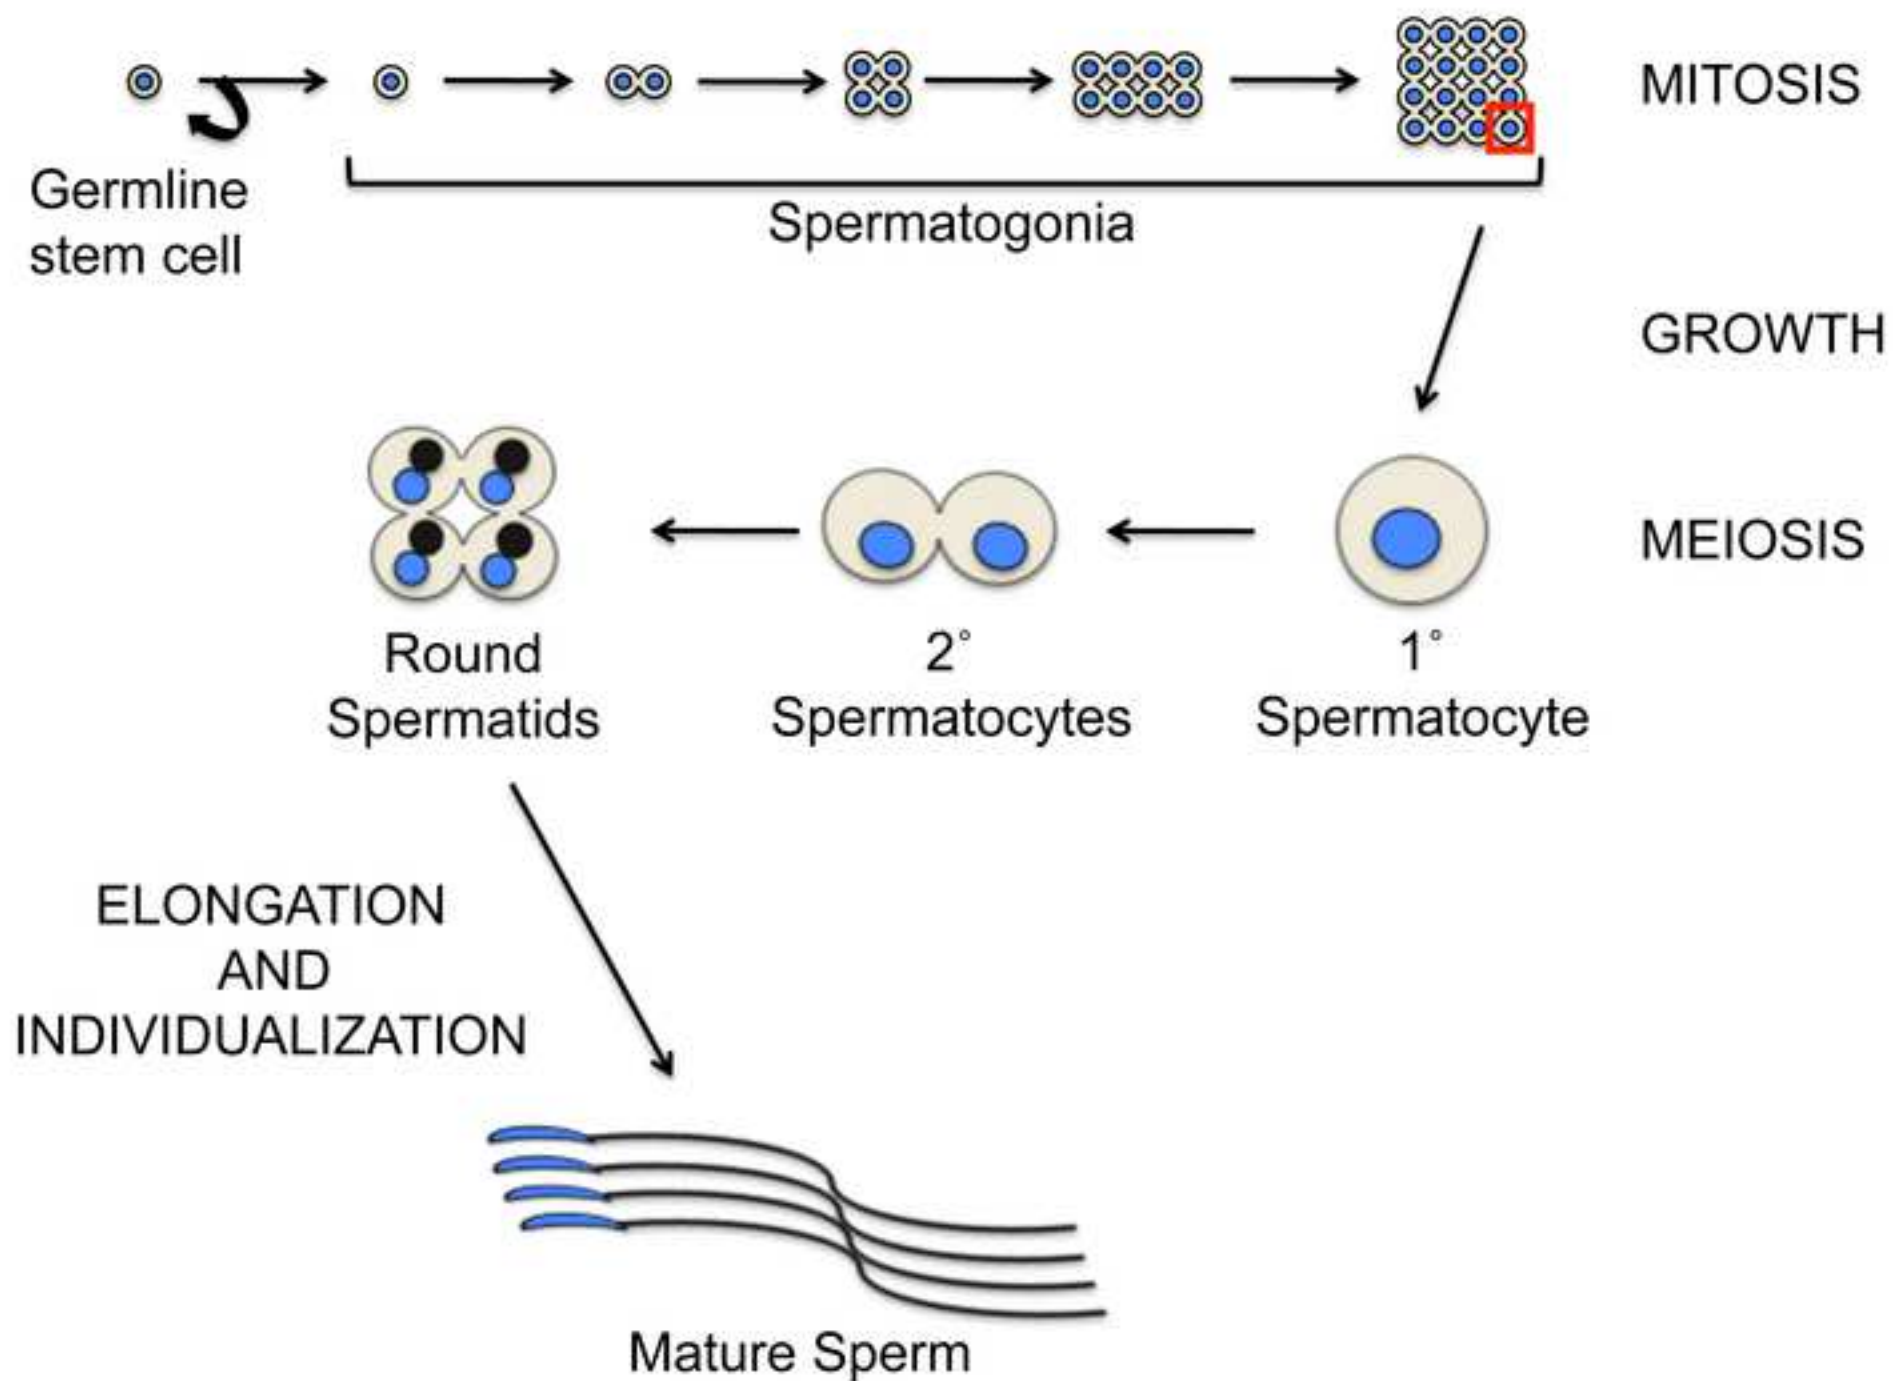 MITOSIS
Germline
stem cell
Spermatogonia
GROWTH
MEIOSIS
Round
Spermatids
2°
Spermatocytes
1°
Spermatocyte
ELONGATION
AND
INDIVIDUALIZATION
Mature Sperm